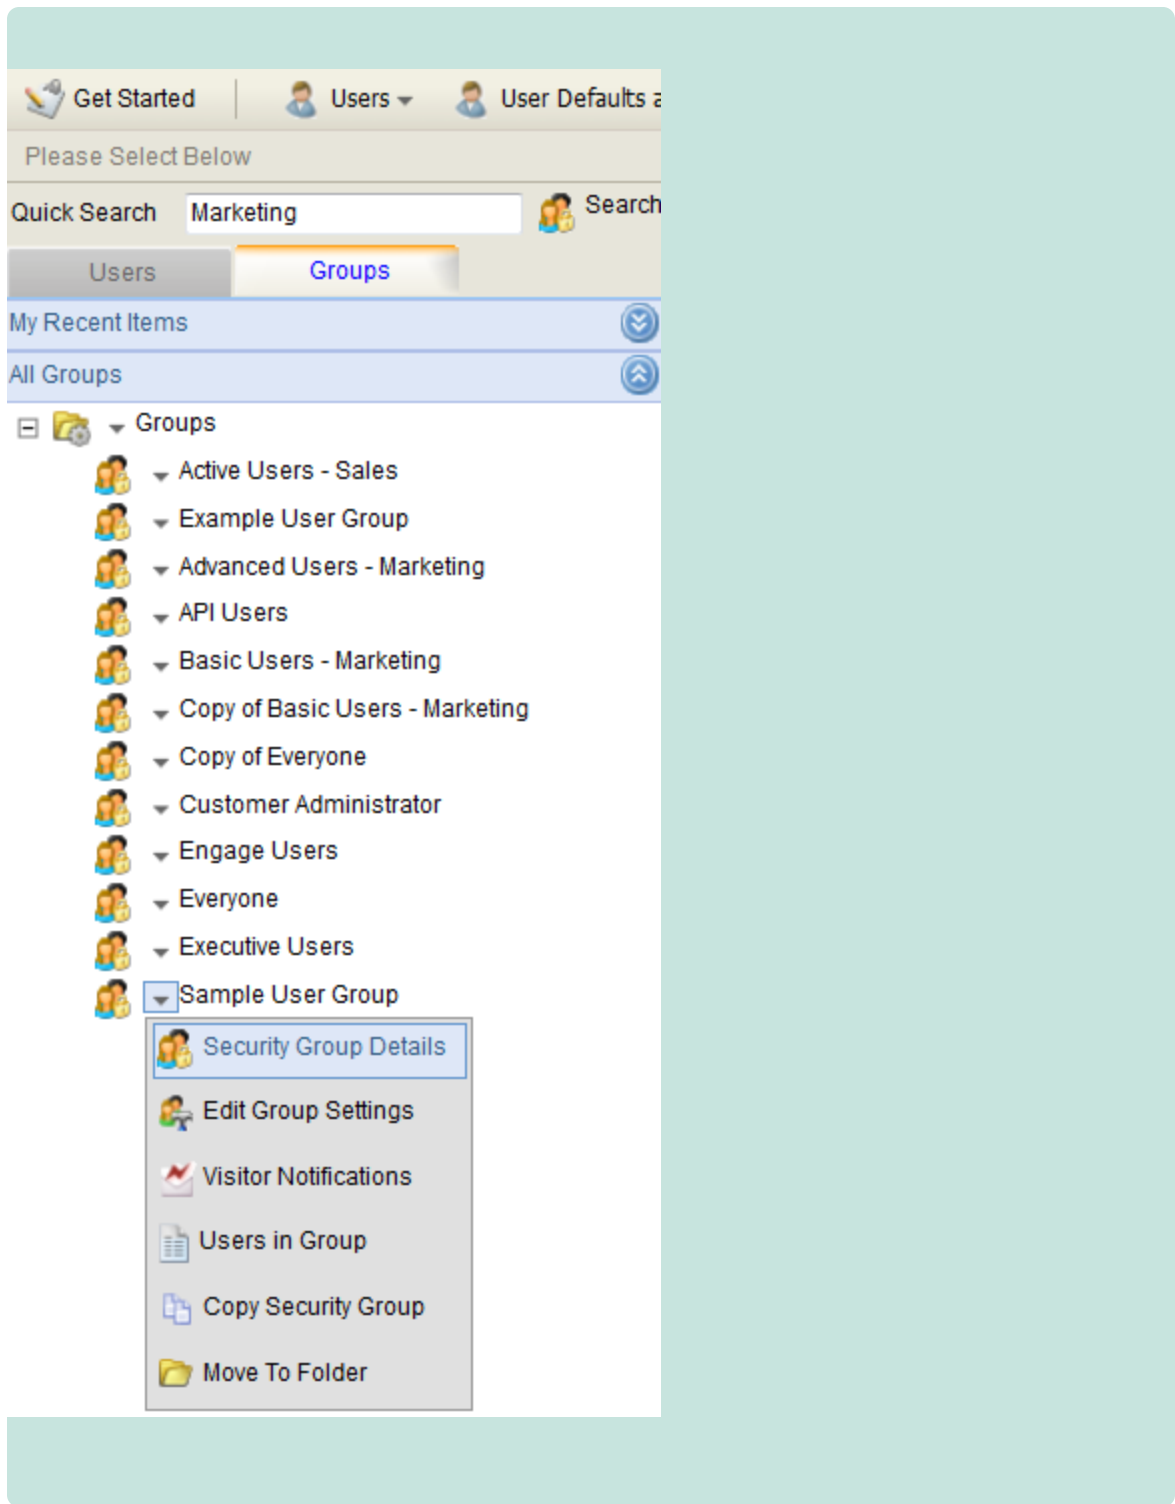 Get Started Users User Defaults a
Please Select Below
Quick Search Marketing Search
Users Groups
My Recent Items
All Groups
Groups
Active Users - Sales
Example User Group
Advanced Users - Marketing
API Users
Basic Users - Marketing
Copy of Basic Users - Marketing
Copy of Everyone
Customer Administrator
Engage Users
Everyone
Executive Users
Sample User Group
Security Group Details
Edit Group Settings
Visitor Notifications
Users in Group
Copy Security Group
Move To Folder